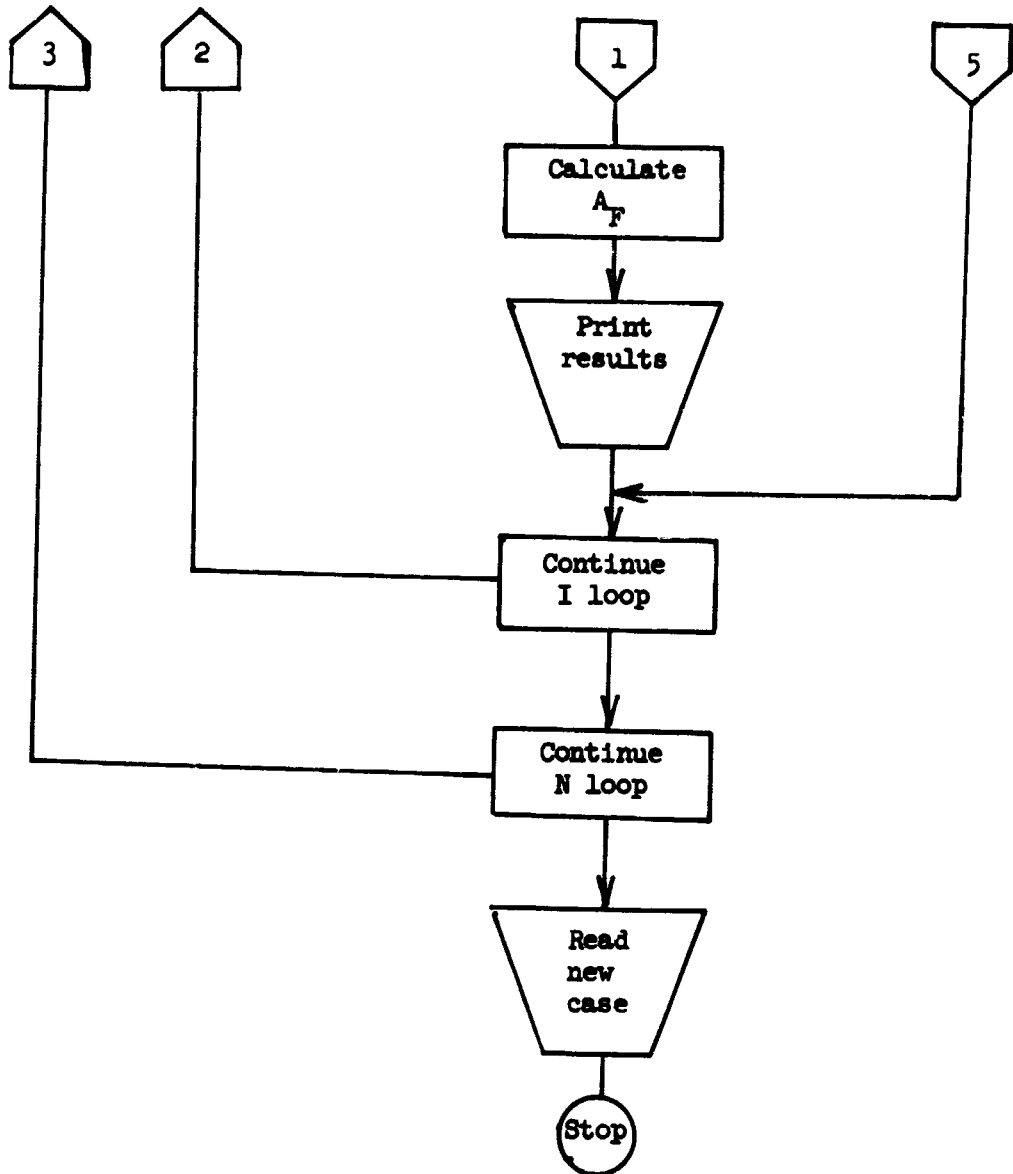 3
2
1
5
Calculate
A_F
Print
results
Continue
I loop
Continue
N loop
Read
new
case
Stop